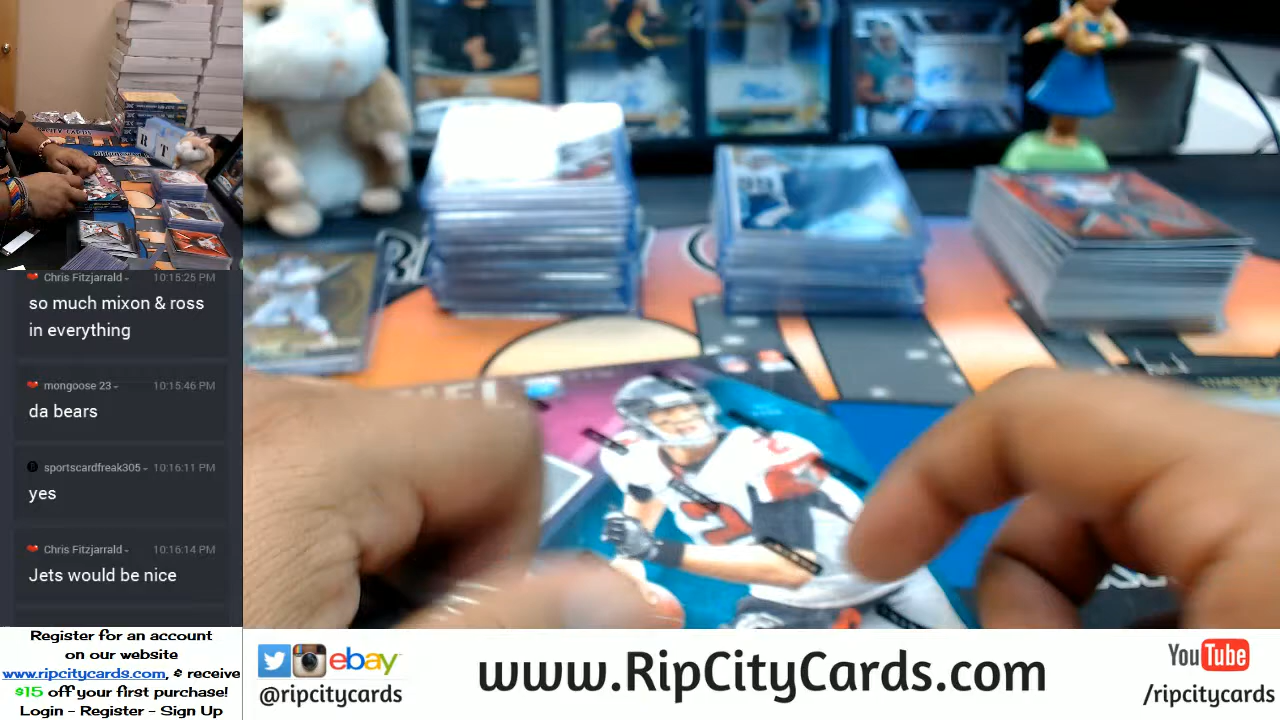 Chris Fitzjarrald 10:15:25 PM
so much mixon & ross
in everything
mongoose 23 10:15:46 PM
da bears
sportscardfreak305 10:16:11 PM
yes
Chris Fitzjarrald 10:16:14 PM
Jets would be nice
Register for an account
on our website
www.ripcitycards.com, & receive
$15 off your first purchase!
Login - Register - Sign Up
ebay
@ripcitycards
www.RipCityCards.com
YouTube
/ripcitycards
R T
2